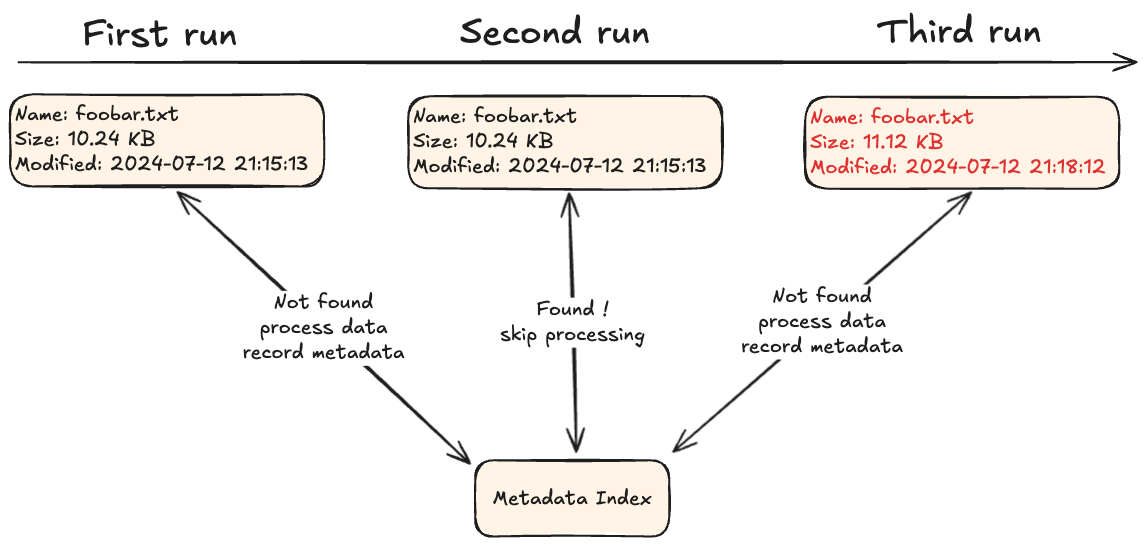 First run
Second run
Third run
Name: foobar.txt
Size: 10.24 KB
Modified: 2024-07-12 21:15:13
Name: foobar.txt
Size: 10.24 KB
Modified: 2024-07-12 21:15:13
Name: foobar.txt
Size: 11.12 KB
Modified: 2024-07-12 21:18:12
Not found
process data
record metadata
Found !
skip processing
Not found
process data
record metadata
Metadata Index